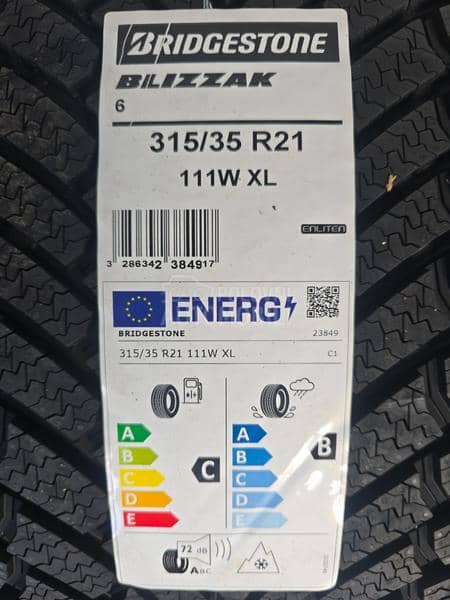 BRIDGESTONE
BLIZZAK
6
315/35 R21
111W XL
ENLITEN
3 286342 384917
ENERG
BRIDGESTONE 23849
315/35 R21 111W XL C1
A A
B B B
C C C
D D
E E
72 dB
ABC